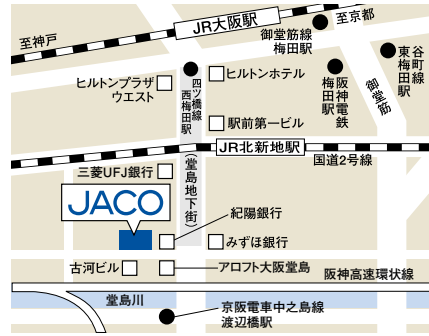 JR大阪駅
至神戸
至京都
御堂筋線
梅田駅
谷町線
東梅田駅
ヒルトンプラザ
ウエスト
四ツ橋線
西梅田駅
ヒルトンホテル
阪神電鉄
梅田駅
御堂筋
駅前第一ビル
JR北新地駅
国道2号線
三菱UFJ銀行
(堂島地下街)
JACO
紀陽銀行
みずほ銀行
古河ビル
アロフト大阪堂島
阪神高速環状線
堂島川
京阪電車中之島線
渡辺橋駅